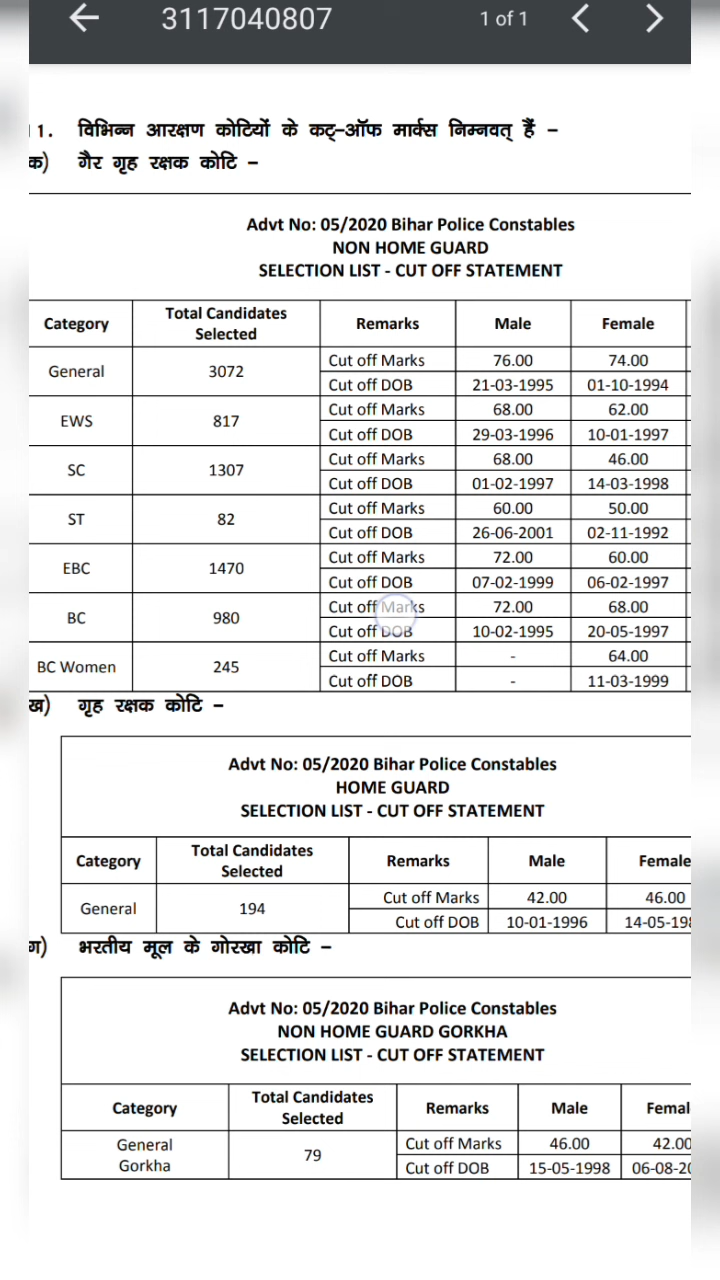 3117040807 1 of 1
1. विभिन्न आरक्षण कोटियों के कट्-ऑफ मार्क्स निम्नवत् हैं –
क) गैर गृह रक्षक कोटि –
Advt No: 05/2020 Bihar Police Constables
NON HOME GUARD
SELECTION LIST - CUT OFF STATEMENT
Category Total Candidates Selected Remarks Male Female
General 3072 Cut off Marks 76.00 74.00
Cut off DOB 21-03-1995 01-10-1994
EWS 817 Cut off Marks 68.00 62.00
Cut off DOB 29-03-1996 10-01-1997
SC 1307 Cut off Marks 68.00 46.00
Cut off DOB 01-02-1997 14-03-1998
ST 82 Cut off Marks 60.00 50.00
Cut off DOB 26-06-2001 02-11-1992
EBC 1470 Cut off Marks 72.00 60.00
Cut off DOB 07-02-1999 06-02-1997
BC 980 Cut off Marks 72.00 68.00
Cut off DOB 10-02-1995 20-05-1997
BC Women 245 Cut off Marks - 64.00
Cut off DOB - 11-03-1999
ख) गृह रक्षक कोटि –
Advt No: 05/2020 Bihar Police Constables
HOME GUARD
SELECTION LIST - CUT OFF STATEMENT
Category Total Candidates Selected Remarks Male Female
General 194 Cut off Marks 42.00 46.00
Cut off DOB 10-01-1996 14-05-198
ग) भारतीय मूल के गोरखा कोटि –
Advt No: 05/2020 Bihar Police Constables
NON HOME GUARD GORKHA
SELECTION LIST - CUT OFF STATEMENT
Category Total Candidates Selected Remarks Male Femal
General Gorkha 79 Cut off Marks 46.00 42.00
Cut off DOB 15-05-1998 06-08-20